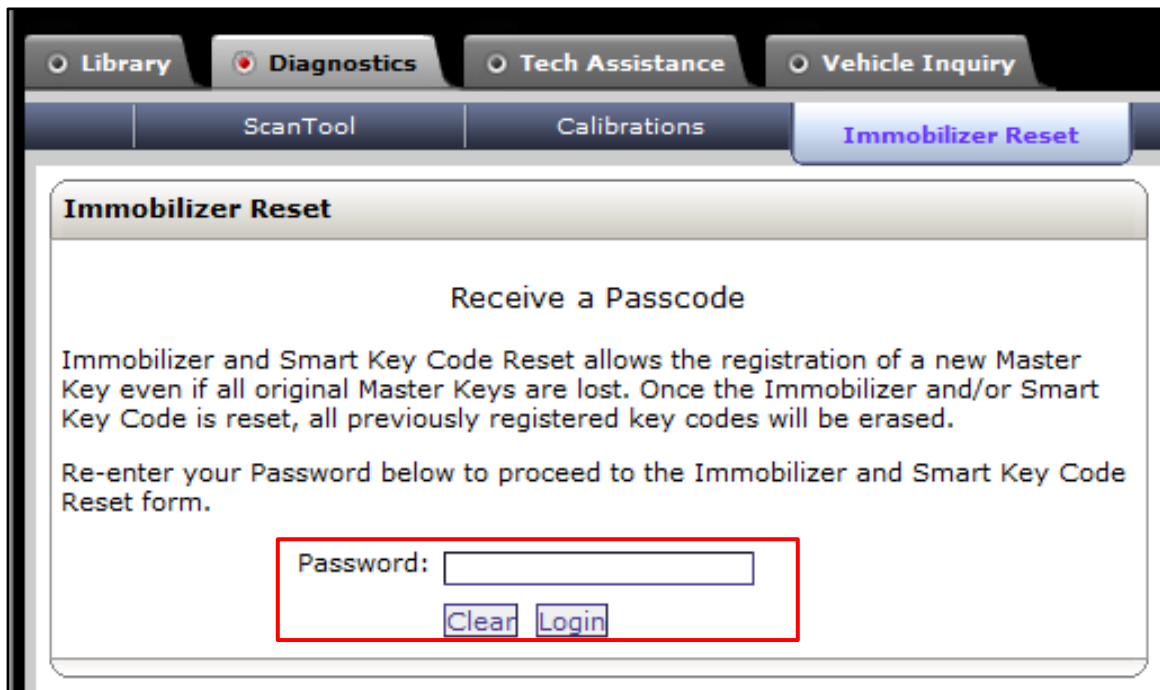 Library Diagnostics Tech Assistance Vehicle Inquiry
ScanTool Calibrations Immobilizer Reset
Immobilizer Reset
Receive a Passcode
Immobilizer and Smart Key Code Reset allows the registration of a new Master
Key even if all original Master Keys are lost. Once the Immobilizer and/or Smart
Key Code is reset, all previously registered key codes will be erased.
Re-enter your Password below to proceed to the Immobilizer and Smart Key Code
Reset form.
Password:
Clear Login